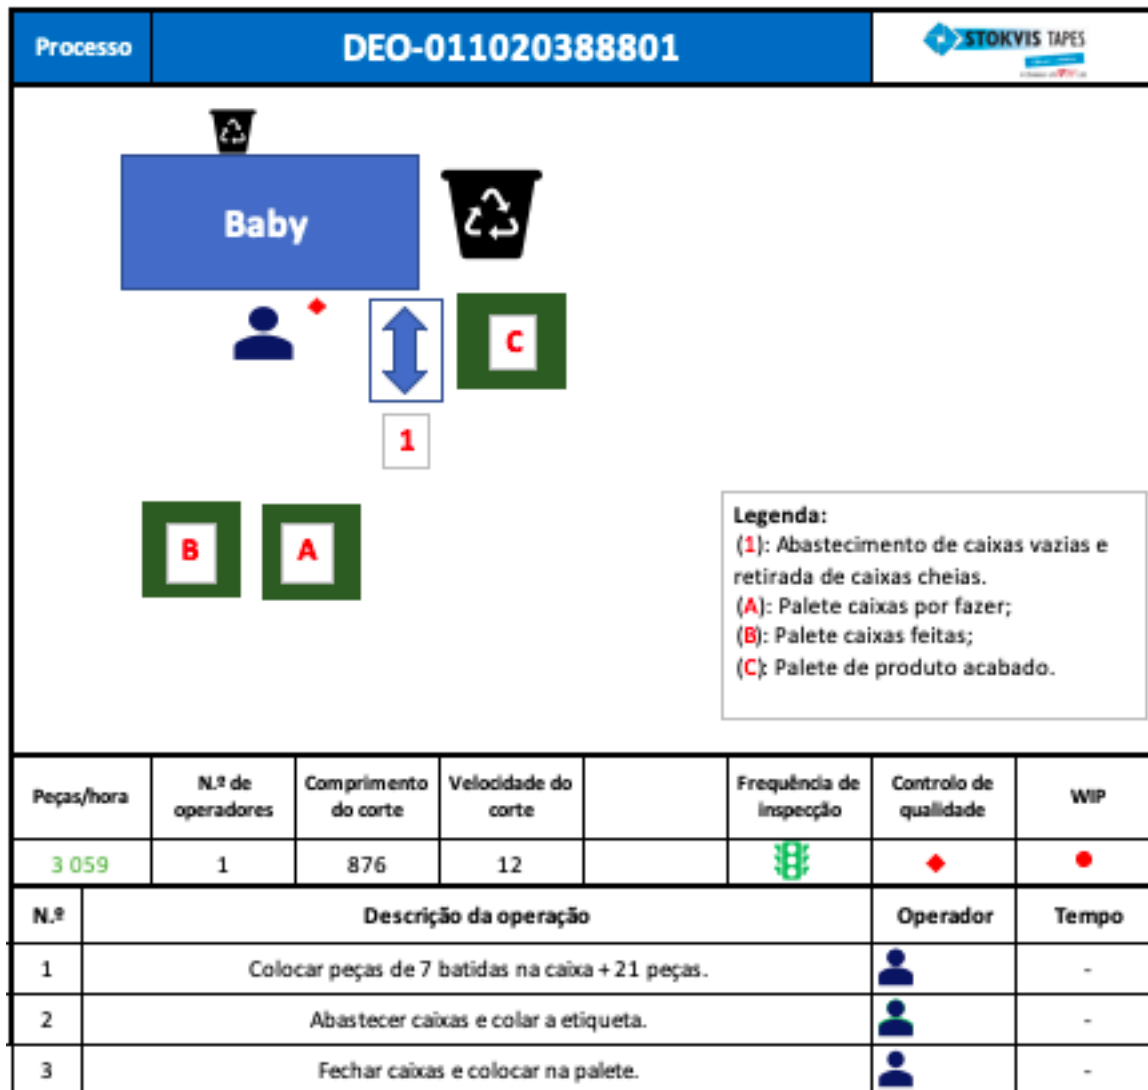 Processo
DEO-011020388801
STOKVIS TAPES
Baby
C
1
B
A
Legenda:
(1): Abastecimento de caixas vazias e
retirada de caixas cheias.
(A): Palete caixas por fazer;
(B): Palete caixas feitas;
(C): Palete de produto acabado.
Peças/hora
N.º de
operadores
Comprimento
do corte
Velocidade do
corte
Frequência de
inspecção
Controlo de
qualidade
WIP
3 059
1
876
12
N.º
Descrição da operação
Operador
Tempo
1
Colocar peças de 7 batidas na caixa + 21 peças.
-
2
Abastecer caixas e colar a etiqueta.
-
3
Fechar caixas e colocar na palete.
-